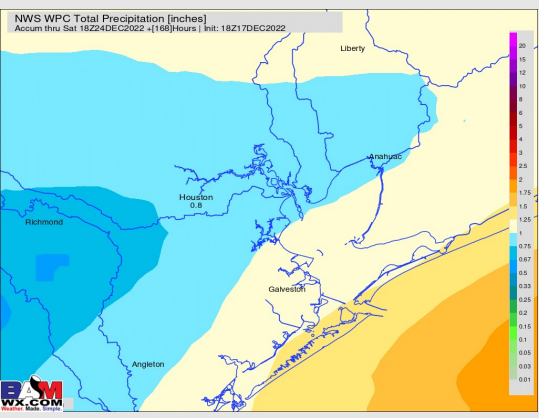 NWS WPC Total Precipitation [inches]
Accum thru Sat 18Z24DEC2022 +[168]Hours | Init: 18Z17DEC2022
Liberty
Anahuac
Houston
0.8
Richmond
Galveston
Angleton
20
15
12
10
8
6
5
4
3
2.5
2
1.75
1.5
1.25
1
0.75
0.67
0.5
0.33
0.25
0.2
0.15
0.1
0.05
0.03
0.01
BAM
WX.COM
Weather. Made. Simple.